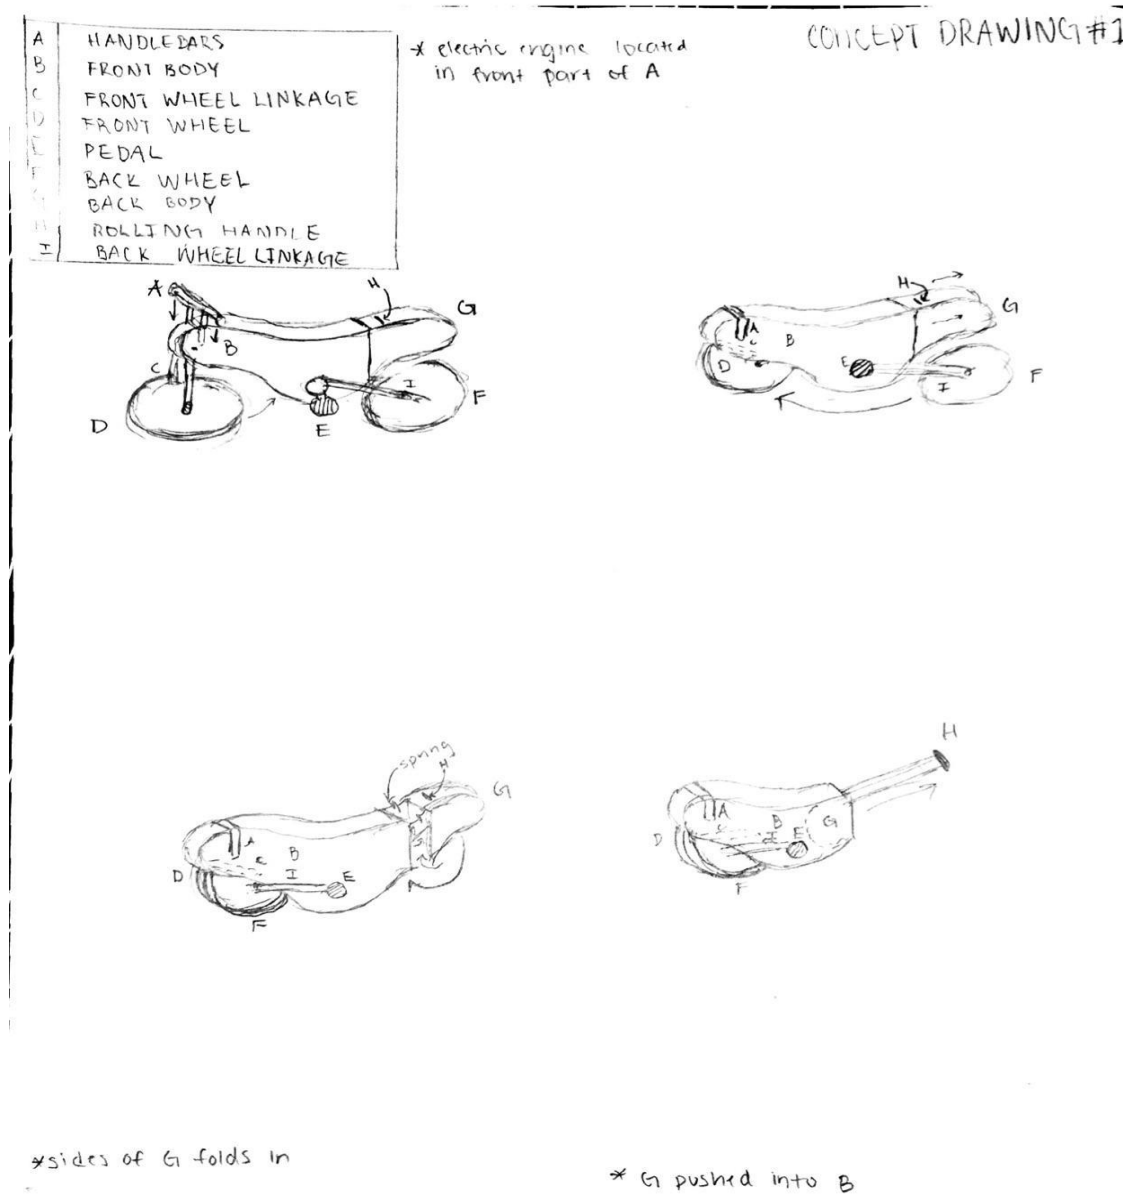 CONCEPT DRAWING #1
A HANDLEBARS
B FRONT BODY
C FRONT WHEEL LINKAGE
D FRONT WHEEL
E PEDAL
F BACK WHEEL
G BACK BODY
H ROLLING HANDLE
I BACK WHEEL LINKAGE
* electric engine located
in front part of A
A
H
G
B
C
I
F
D
E
H
G
A
C
B
D
E
I
F
spring
H
G
A
B
C
D
I
E
F
H
A
B
C
I
E
G
D
F
*sides of G folds in
* G pushed into B